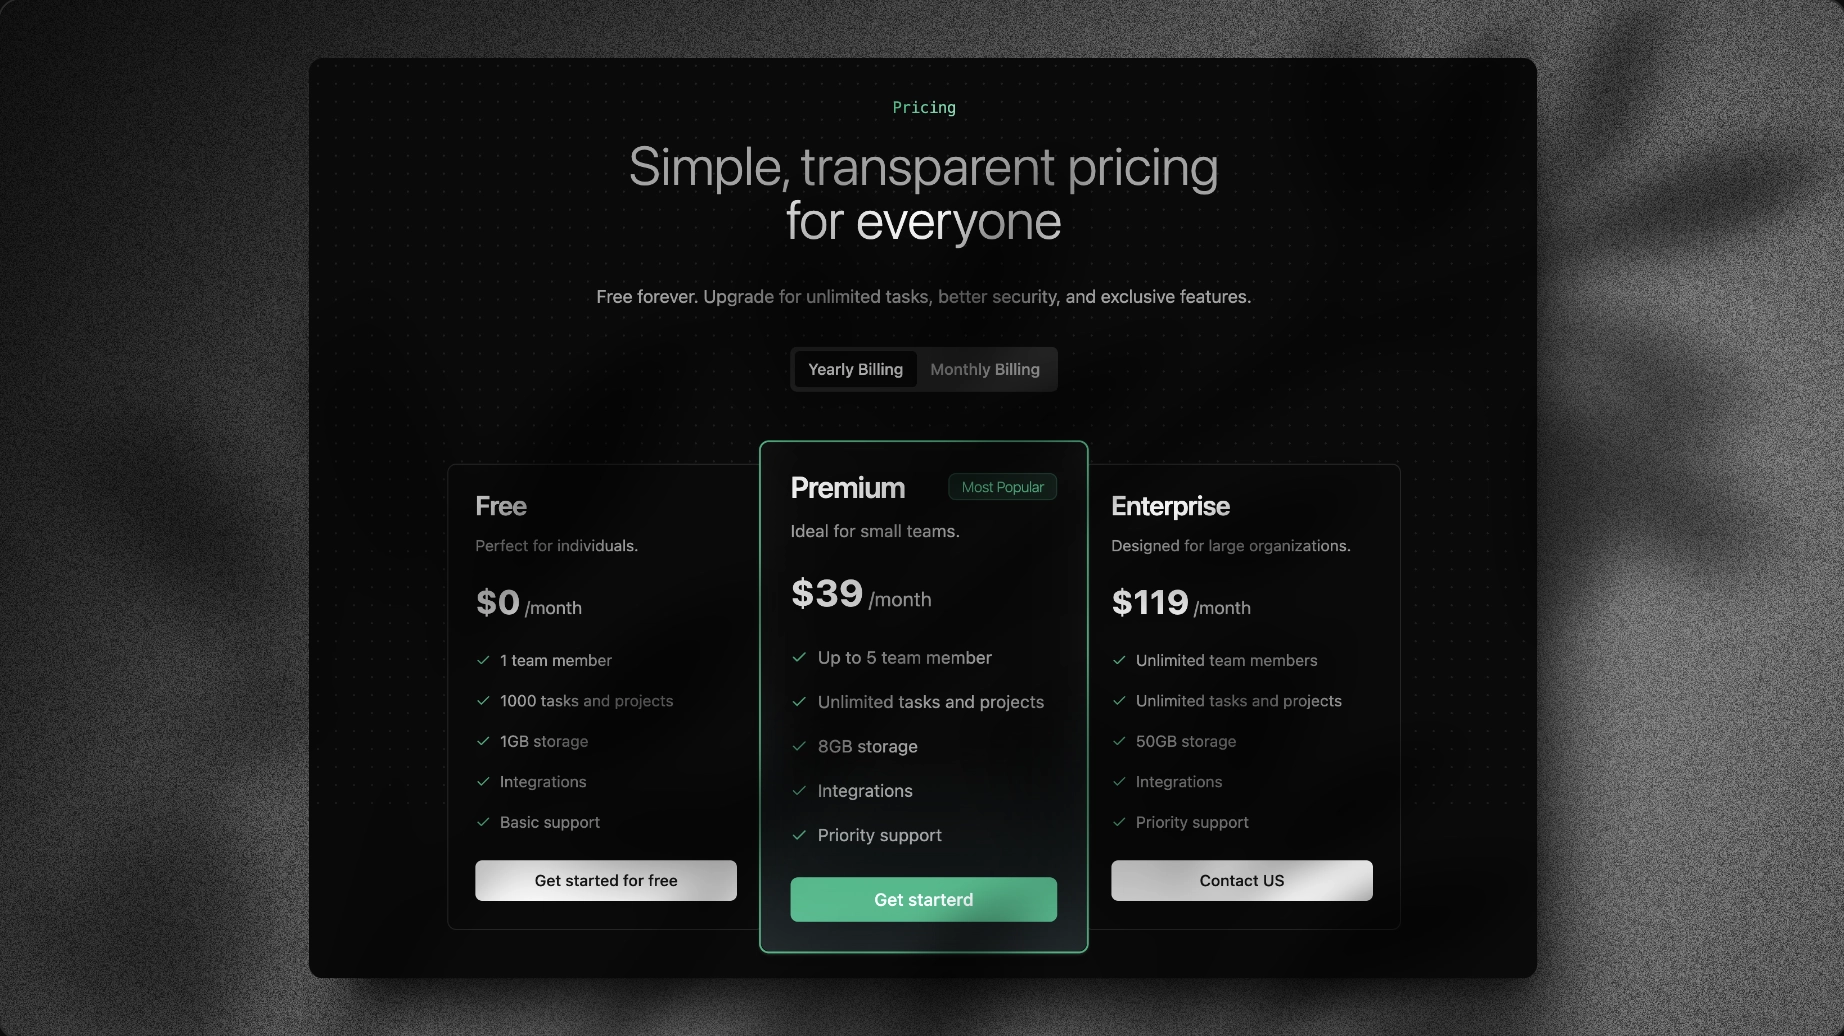 Pricing
Simple, transparent pricing
for everyone
Free forever. Upgrade for unlimited tasks, better security, and exclusive features.
Yearly Billing
Monthly Billing
Free
Perfect for individuals.
$0 /month
1 team member
1000 tasks and projects
1GB storage
Integrations
Basic support
Get started for free
Premium
Most Popular
Ideal for small teams.
$39 /month
Up to 5 team member
Unlimited tasks and projects
8GB storage
Integrations
Priority support
Get starterd
Enterprise
Designed for large organizations.
$119 /month
Unlimited team members
Unlimited tasks and projects
50GB storage
Integrations
Priority support
Contact US